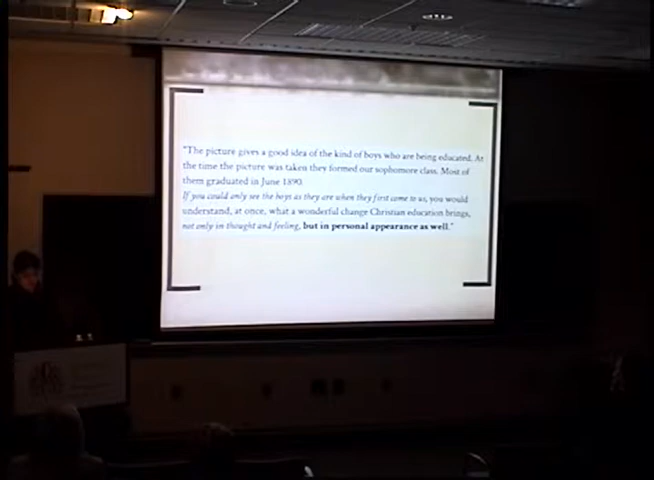 "The picture gives a good idea of the kind of boys who are being educated. At
the time the picture was taken they formed our sophomore class. Most of
them graduated in June 1890.
If you could only see the boys as they are when they first come to us, you would
understand, at once, what a wonderful change Christian education brings,
not only in thought and feeling, but in personal appearance as well."